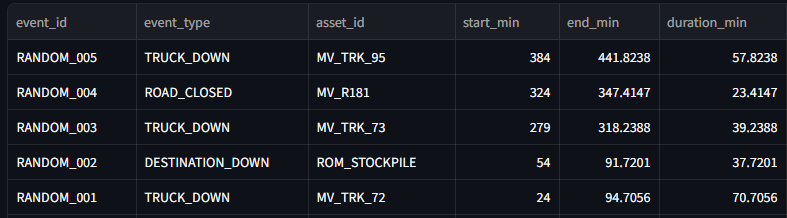 event_id event_type asset_id start_min end_min duration_min
RANDOM_005 TRUCK_DOWN MV_TRK_95 384 441.8238 57.8238
RANDOM_004 ROAD_CLOSED MV_R181 324 347.4147 23.4147
RANDOM_003 TRUCK_DOWN MV_TRK_73 279 318.2388 39.2388
RANDOM_002 DESTINATION_DOWN ROM_STOCKPILE 54 91.7201 37.7201
RANDOM_001 TRUCK_DOWN MV_TRK_72 24 94.7056 70.7056